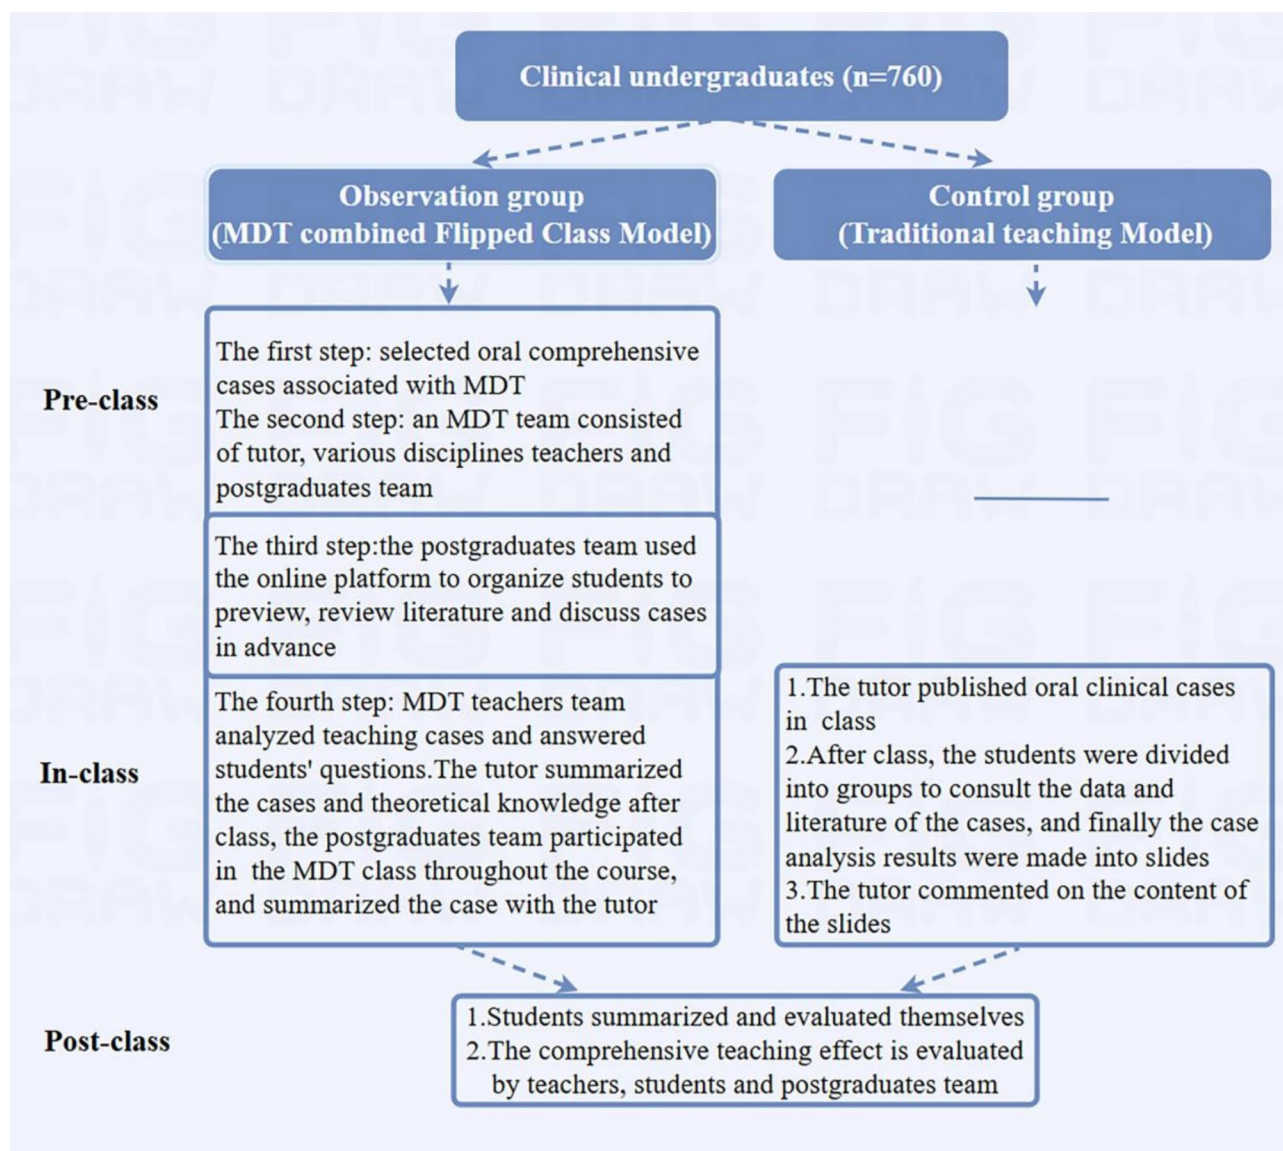 Clinical undergraduates (n=760)
Observation group
(MDT combined Flipped Class Model)
Control group
(Traditional teaching Model)
Pre-class
The first step: selected oral comprehensive
cases associated with MDT
The second step: an MDT team consisted
of tutor, various disciplines teachers and
postgraduates team
The third step:the postgraduates team used
the online platform to organize students to
preview, review literature and discuss cases
in advance
In-class
The fourth step: MDT teachers team
analyzed teaching cases and answered
students' questions.The tutor summarized
the cases and theoretical knowledge after
class, the postgraduates team participated
in the MDT class throughout the course,
and summarized the case with the tutor
1.The tutor published oral clinical cases
in class
2.After class, the students were divided
into groups to consult the data and
literature of the cases, and finally the case
analysis results were made into slides
3.The tutor commented on the content of
the slides
Post-class
1.Students summarized and evaluated themselves
2.The comprehensive teaching effect is evaluated
by teachers, students and postgraduates team